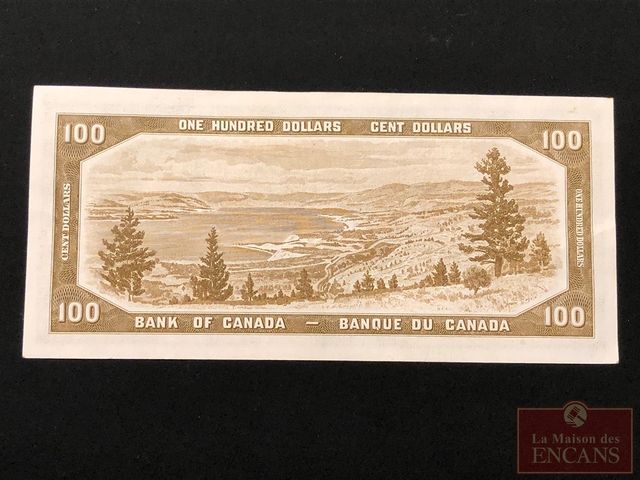 100 ONE HUNDRED DOLLARS CENT DOLLARS 100
CENT DOLLARS
ONE HUNDRED DOLLARS
100 BANK OF CANADA — BANQUE DU CANADA 100
La Maison des
ENCANS